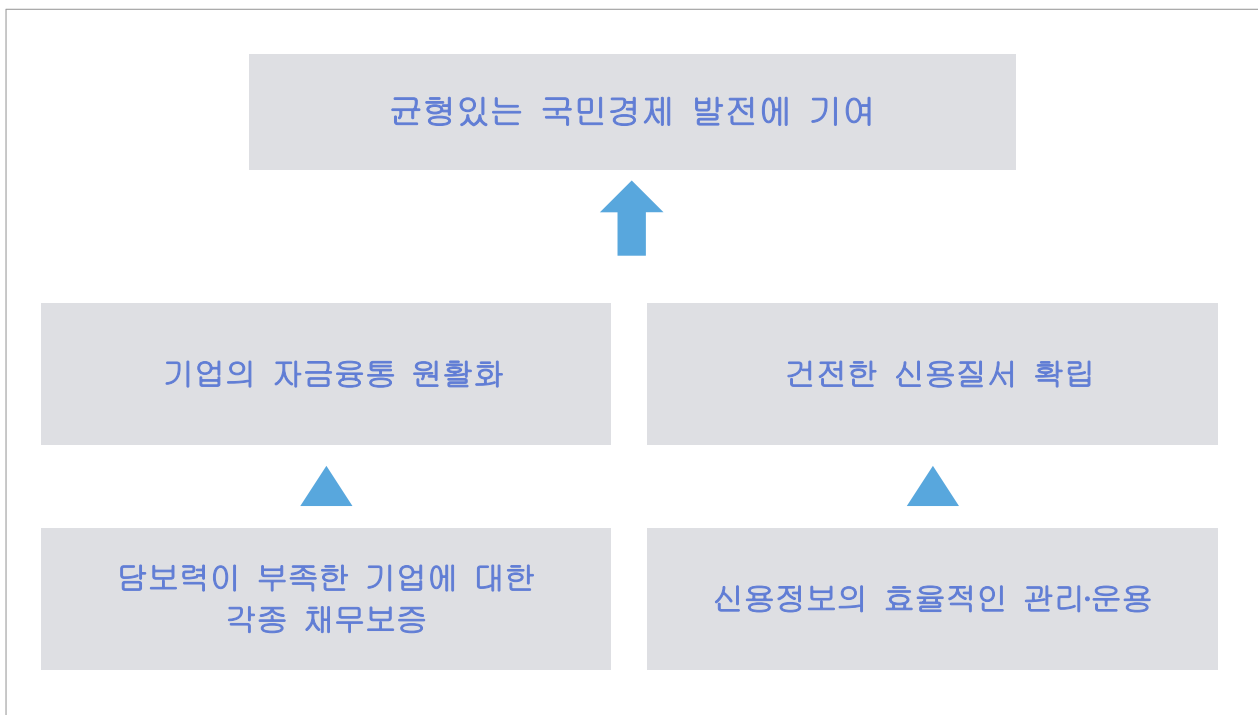 균형있는 국민경제 발전에 기여
기업의 자금융통 원활화
건전한 신용질서 확립
담보력이 부족한 기업에 대한
각종 채무보증
신용정보의 효율적인 관리·운용